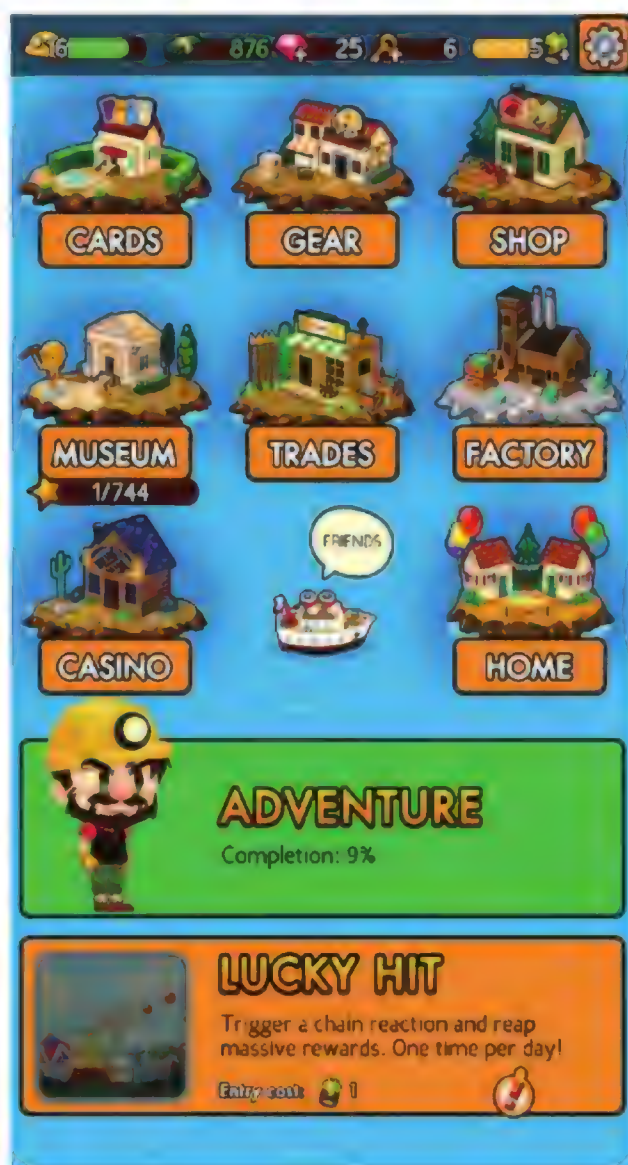 16 876 25 6 5
CARDS GEAR SHOP
MUSEUM TRADES FACTORY
1/744
FRIENDS
CASINO HOME
ADVENTURE
Completion: 9%
LUCKY HIT
Trigger a chain reaction and reap
massive rewards. One time per day!
Entry cost: 1